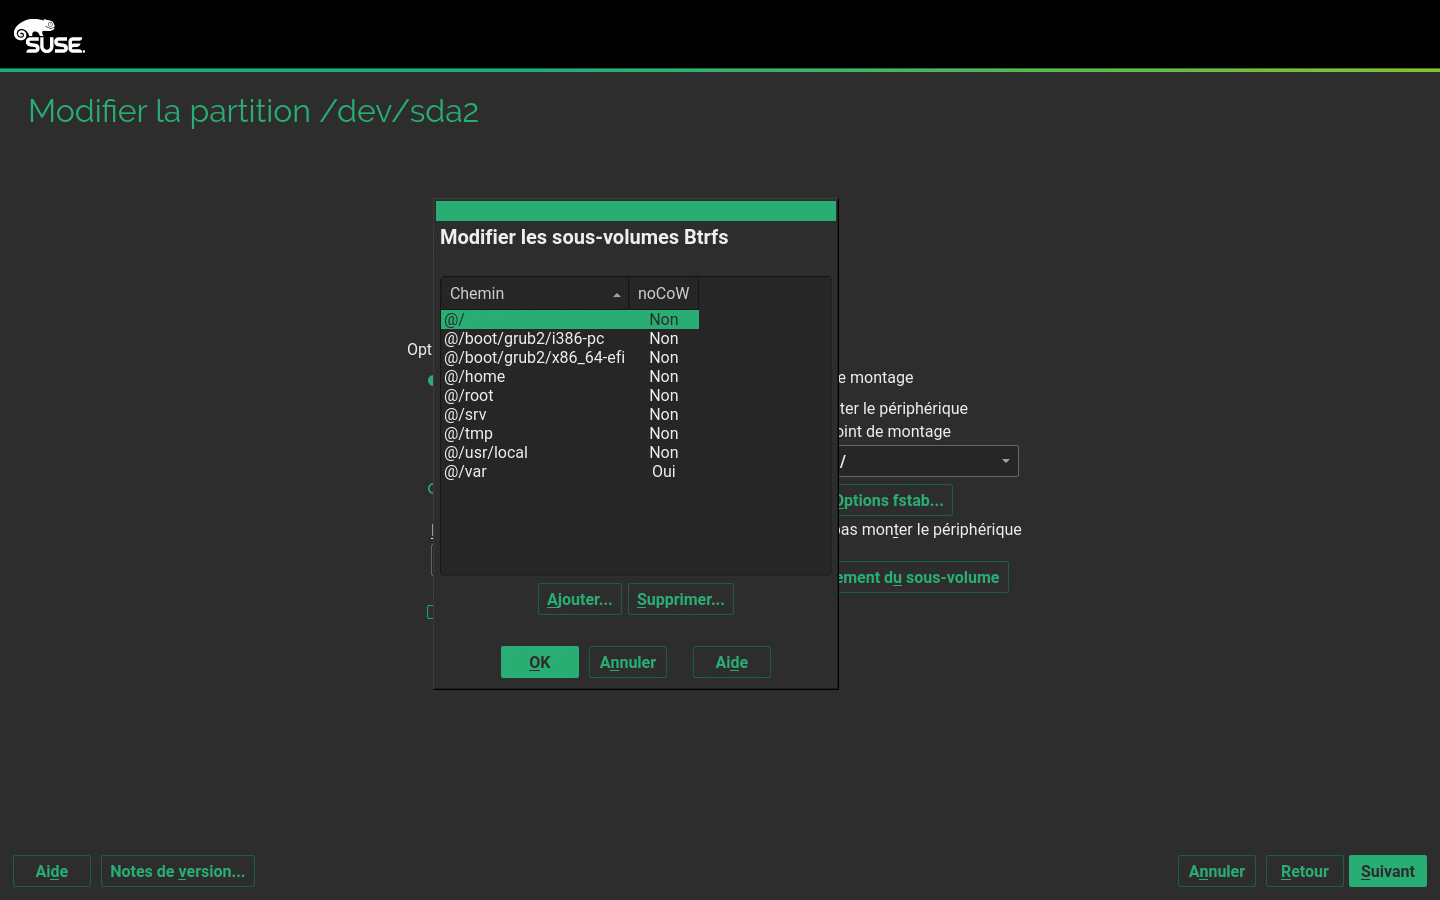 SUSE.
Modifier la partition /dev/sda2
Modifier les sous-volumes Btrfs
Chemin noCoW
@/ Non
@/boot/grub2/i386-pc Non
@/boot/grub2/x86_64-efi Non
@/home Non
@/root Non
@/srv Non
@/tmp Non
@/usr/local Non
@/var Oui
Ajouter... Supprimer...
OK Annuler Aide
Opt
e montage
ter le périphérique
oint de montage
/
Options fstab...
pas monter le périphérique
ement du sous-volume
Aide Notes de version... Annuler Retour Suivant